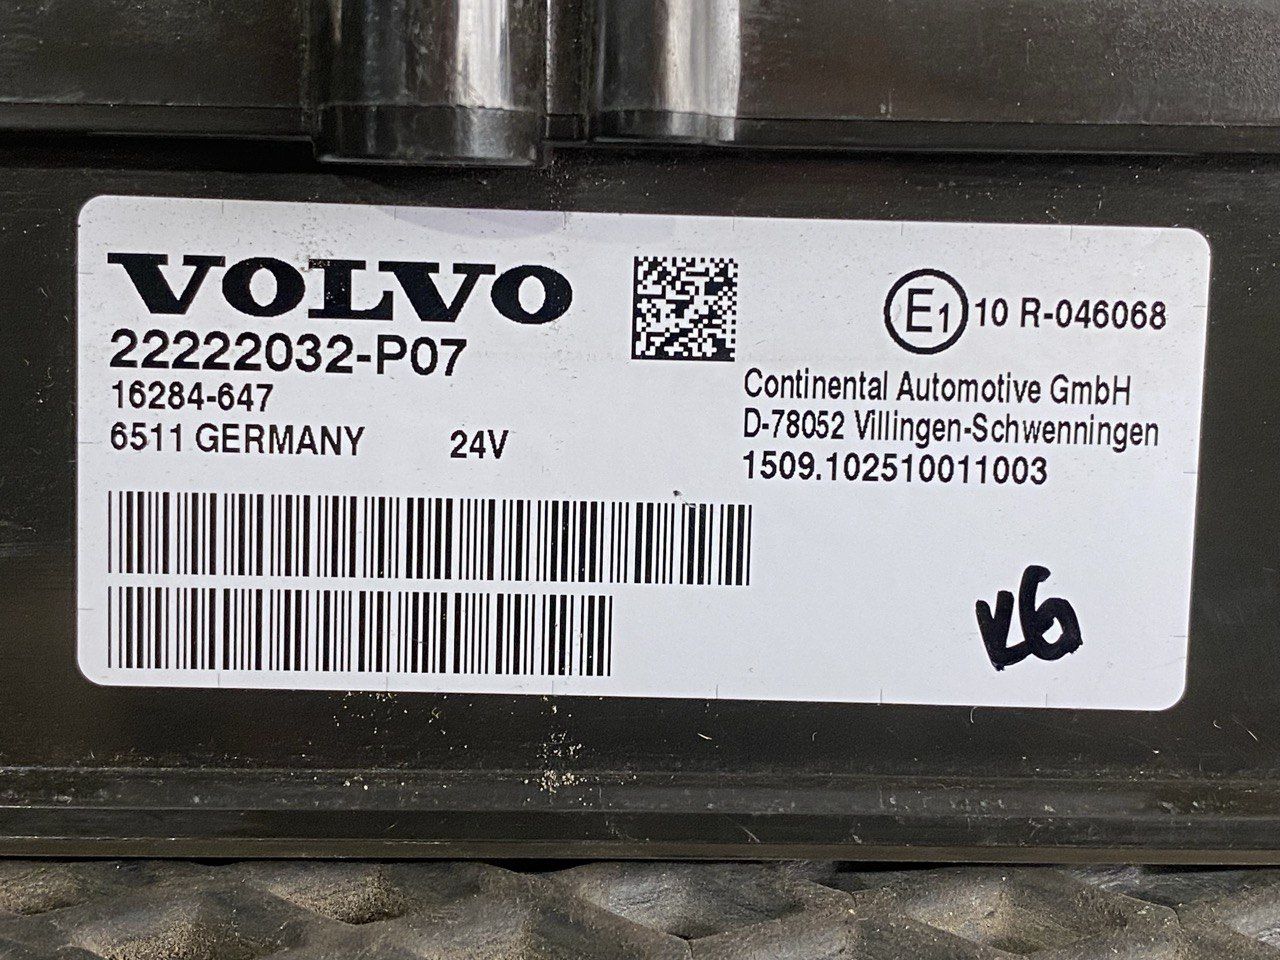 VOLVO
22222032-P07
16284-647
6511 GERMANY 24V
E1 10 R-046068
Continental Automotive GmbH
D-78052 Villingen-Schwenningen
1509.102510011003